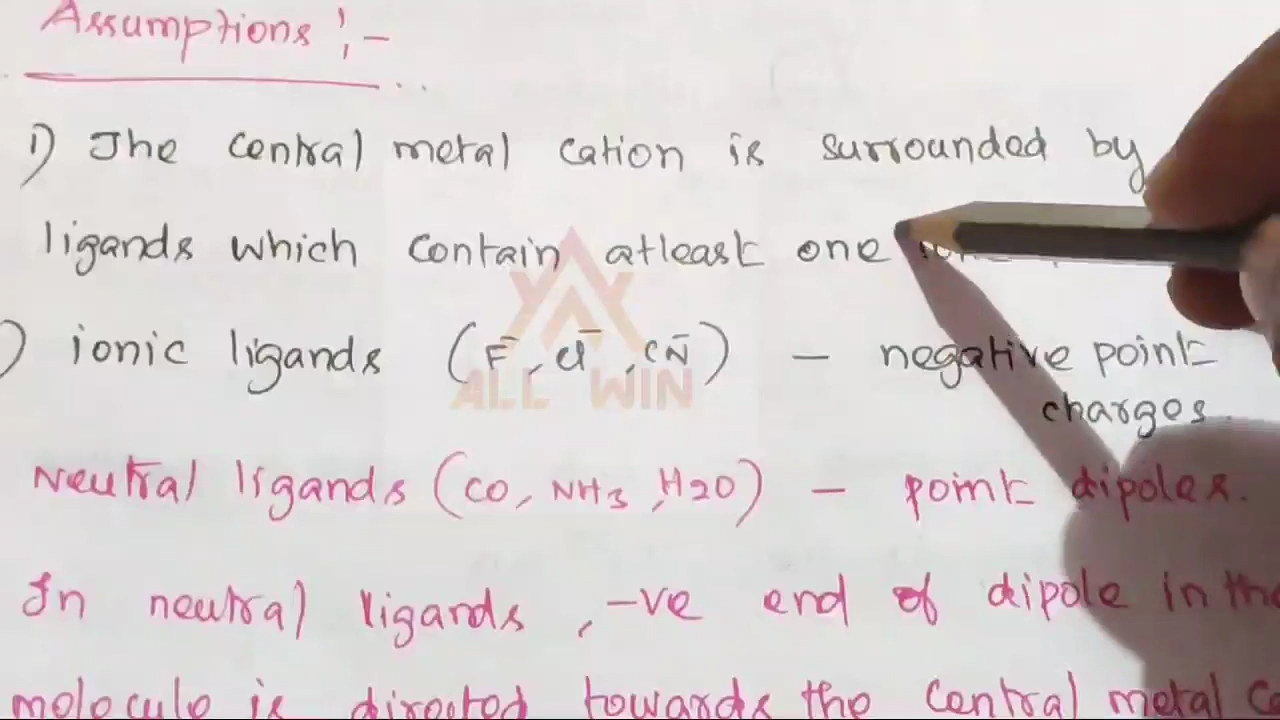 Assumptions :-
1) The central metal cation is surrounded by
ligands which contain atleast one
) ionic ligands (F⁻, Cl⁻, CN⁻) - negative point
charges.
ALL WIN
Neutral ligands (CO, NH3, H2O) - point dipoles.
In neutral ligands, -ve end of dipole in the
molecule is directed towards the central metal